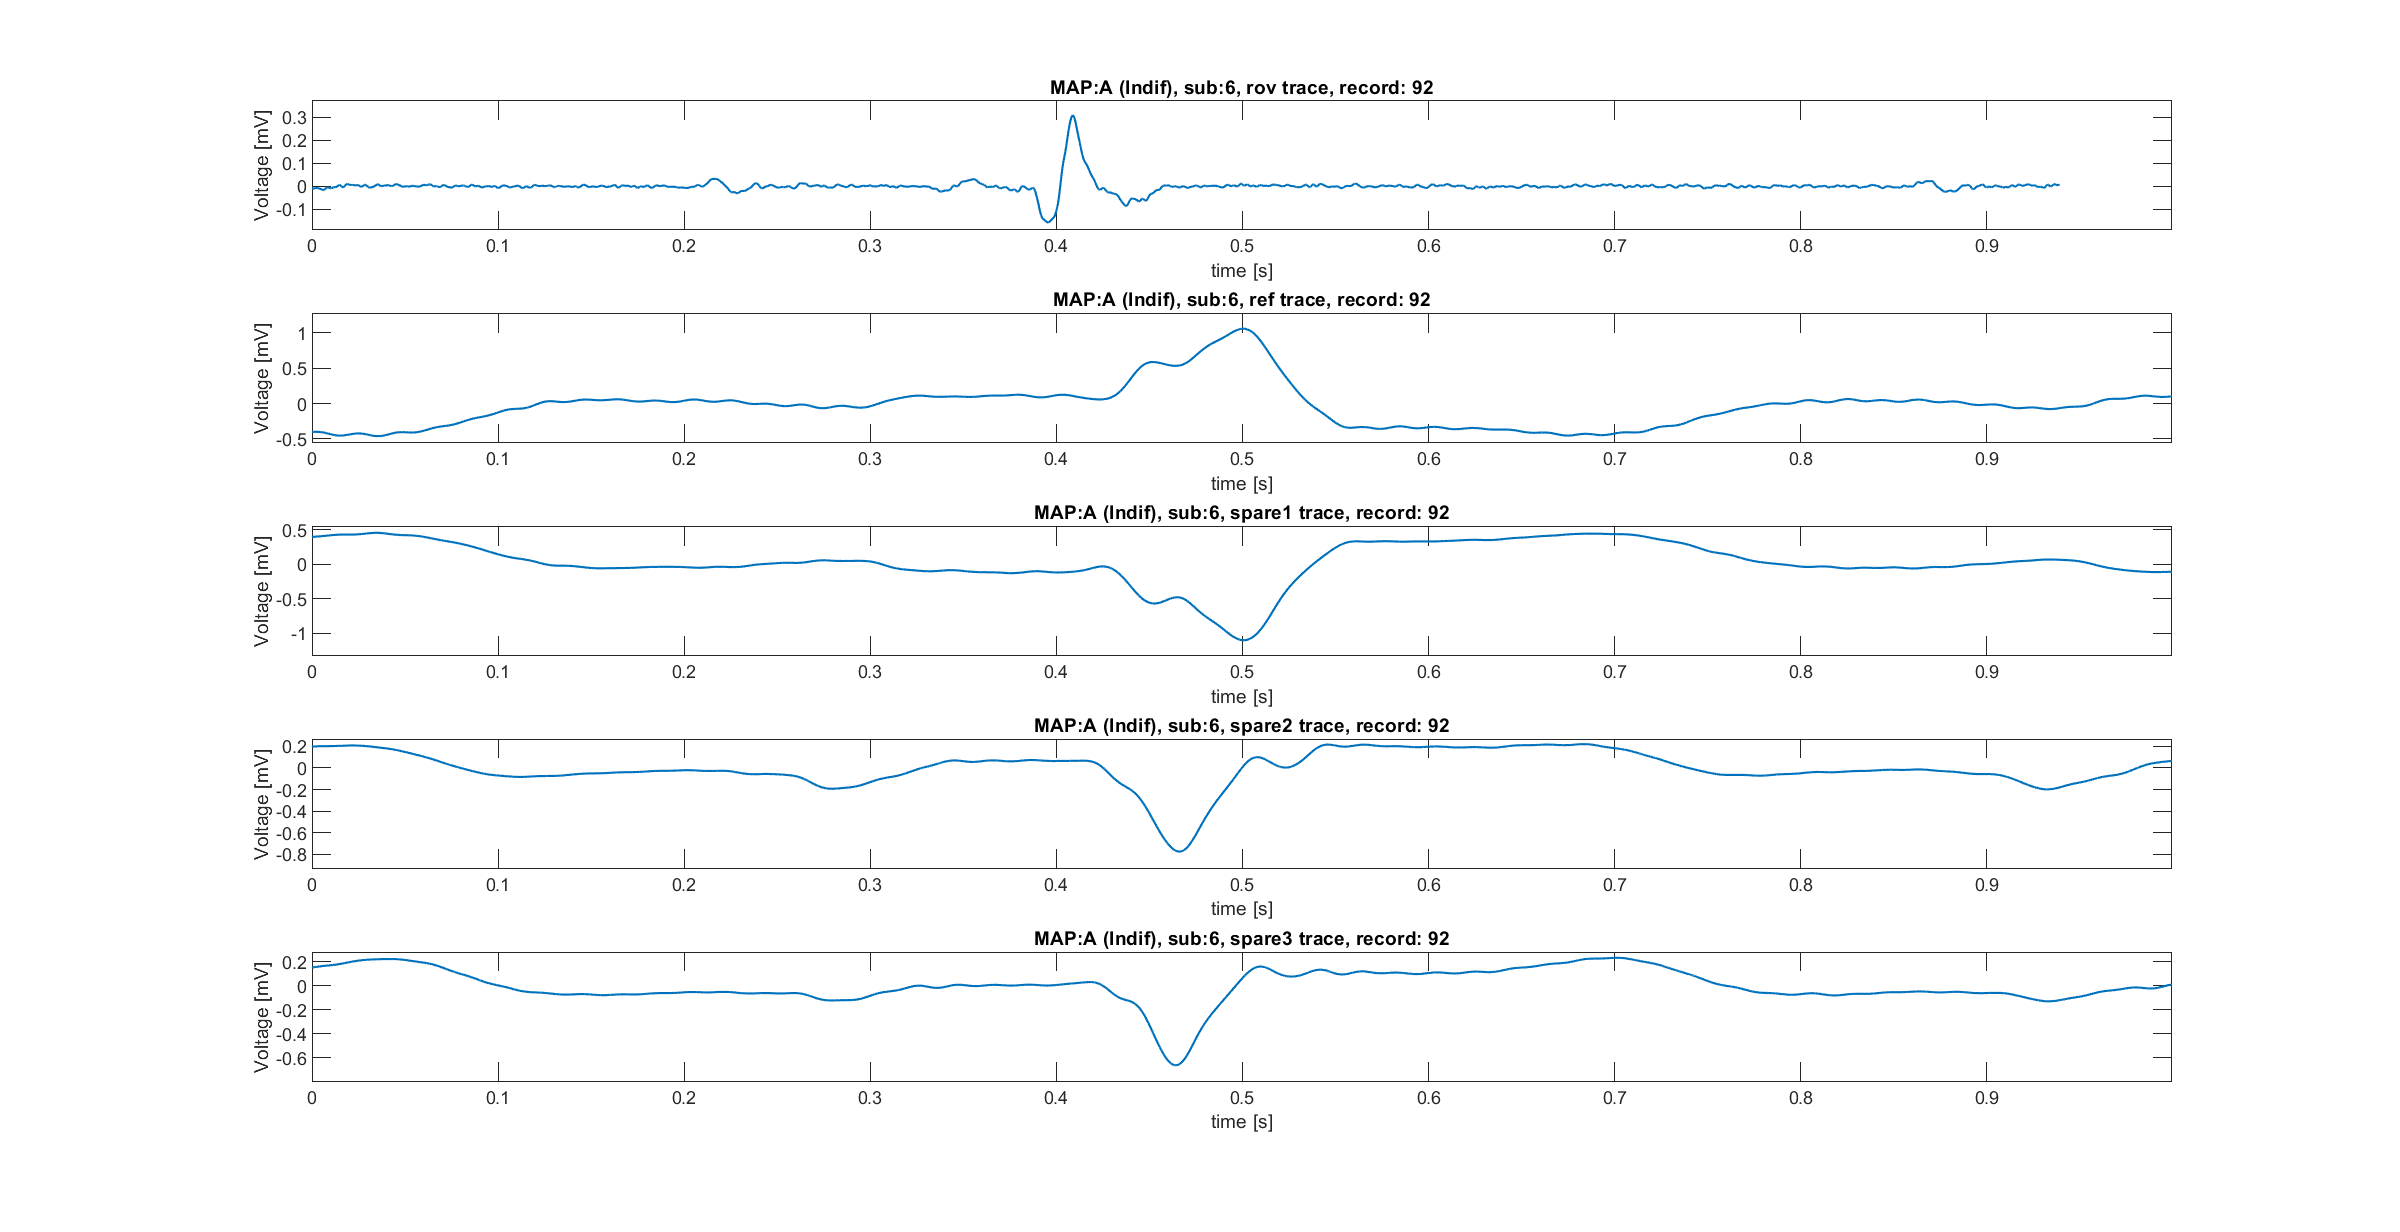 MAP:A (Indif), sub:6, rov trace, record: 92
Voltage [mV]
0.3
0.2
0.1
0
-0.1
0 0.1 0.2 0.3 0.4 0.5 0.6 0.7 0.8 0.9
time [s]
MAP:A (Indif), sub:6, ref trace, record: 92
Voltage [mV]
1
0.5
0
-0.5
0 0.1 0.2 0.3 0.4 0.5 0.6 0.7 0.8 0.9
time [s]
MAP:A (Indif), sub:6, spare1 trace, record: 92
Voltage [mV]
0.5
0
-0.5
-1
0 0.1 0.2 0.3 0.4 0.5 0.6 0.7 0.8 0.9
time [s]
MAP:A (Indif), sub:6, spare2 trace, record: 92
Voltage [mV]
0.2
0
-0.2
-0.4
-0.6
-0.8
0 0.1 0.2 0.3 0.4 0.5 0.6 0.7 0.8 0.9
time [s]
MAP:A (Indif), sub:6, spare3 trace, record: 92
Voltage [mV]
0.2
0
-0.2
-0.4
-0.6
0 0.1 0.2 0.3 0.4 0.5 0.6 0.7 0.8 0.9
time [s]